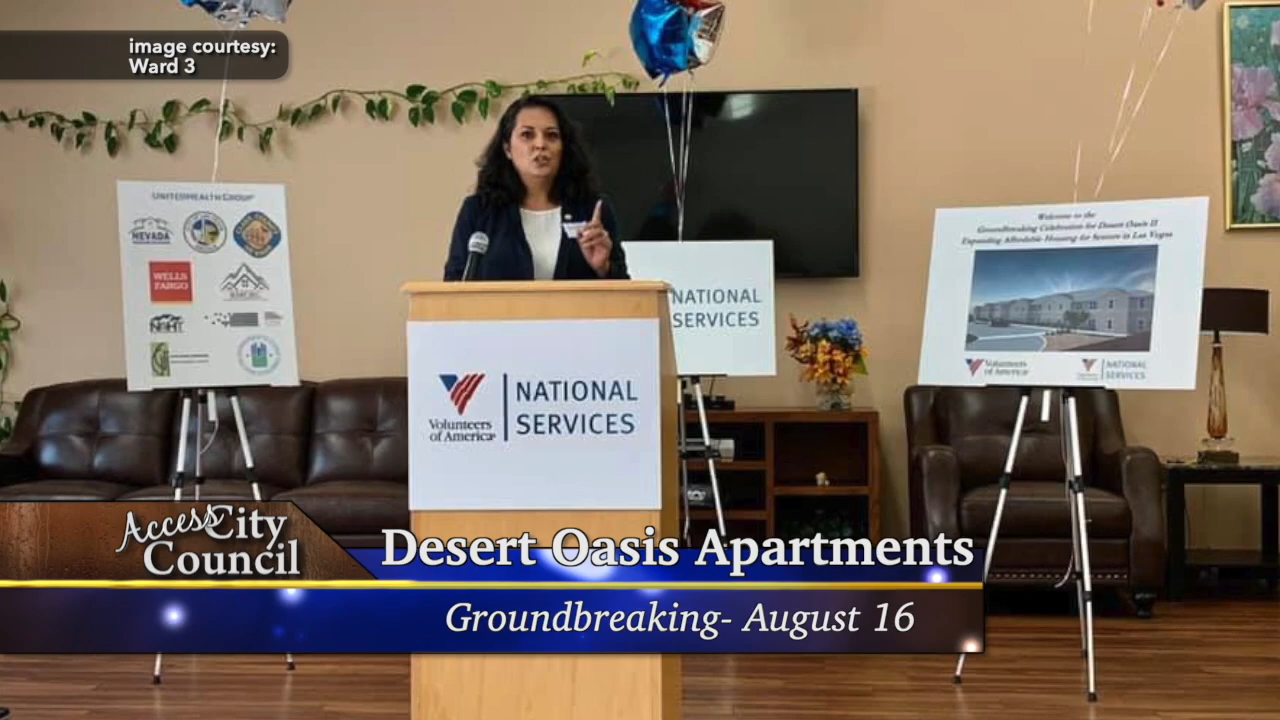 image courtesy:
Ward 3
UNITEDHEALTH GROUP
NEVADA
WELLS
FARGO
NATIONAL
SERVICES
Welcome to the
Groundbreaking Celebration for Desert Oasis II
Expanding Affordable Housing for Seniors in Las Vegas
Volunteers
of America
NATIONAL
SERVICES
Volunteers
of America
NATIONAL
SERVICES
Access City
Council
Desert Oasis Apartments
Groundbreaking- August 16